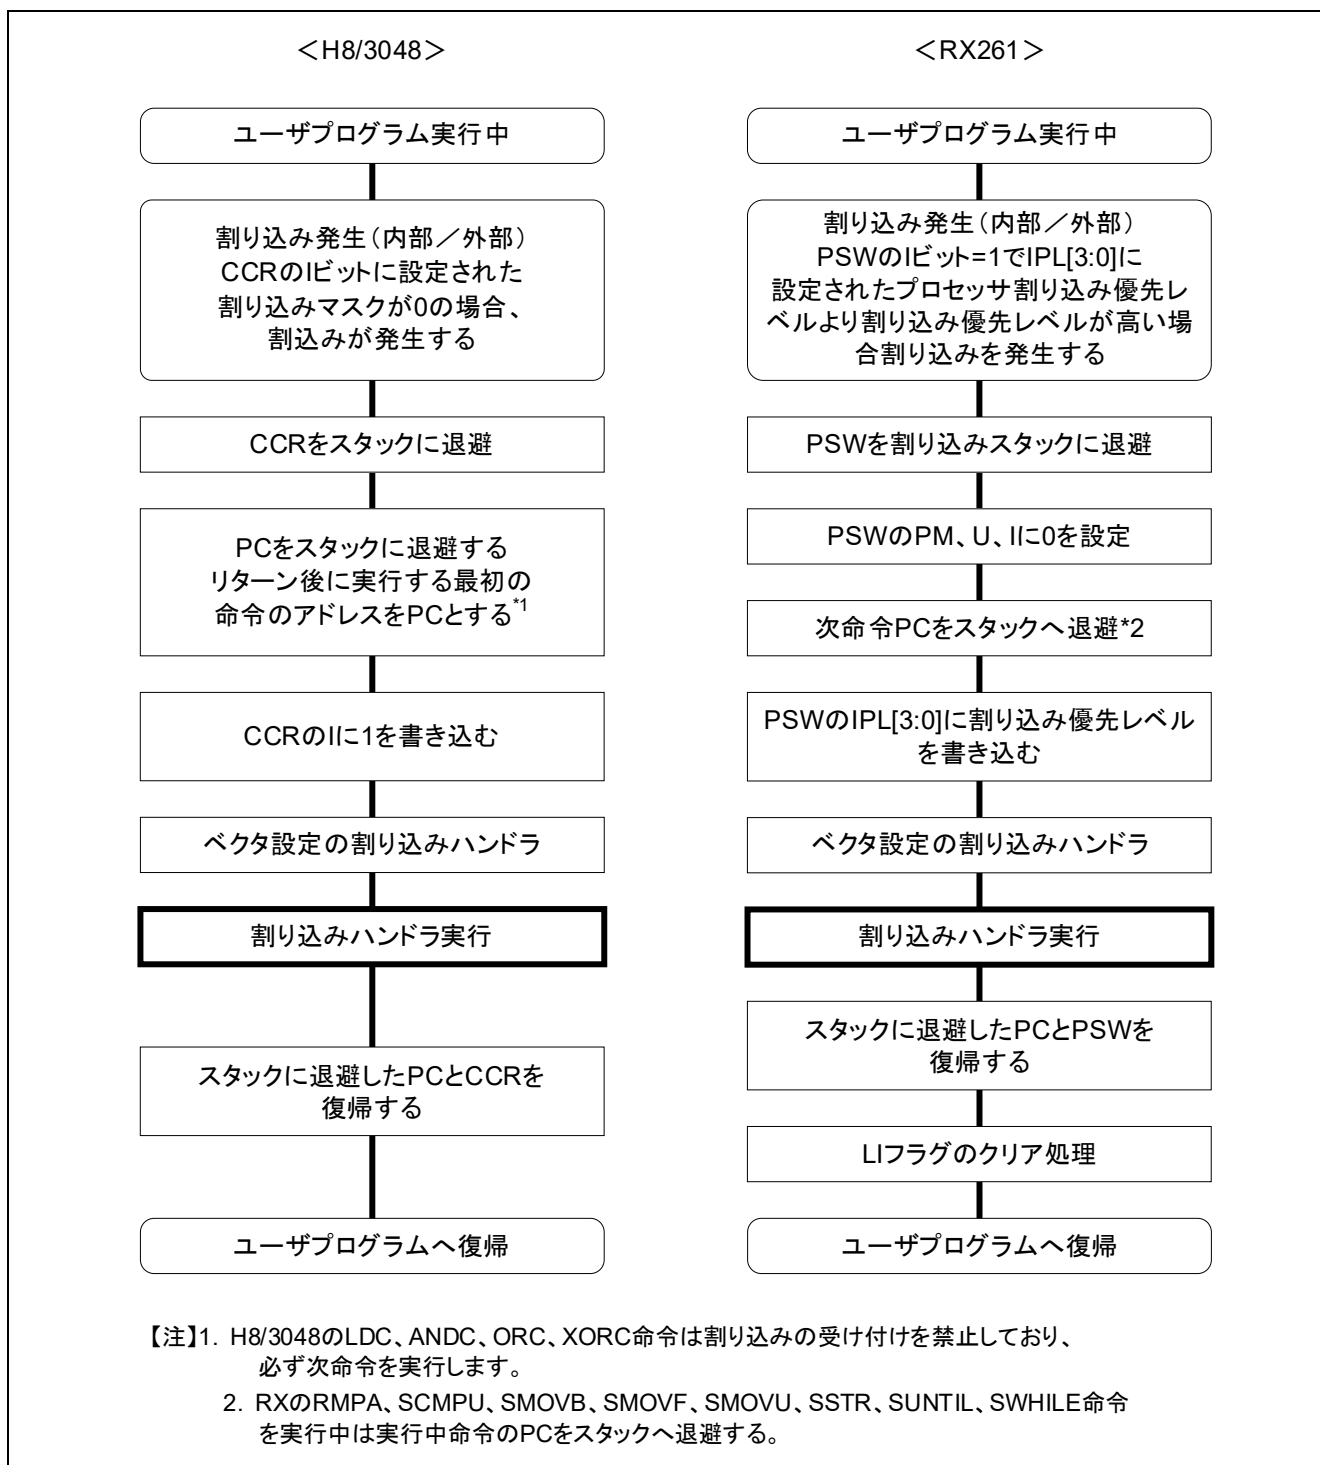 ＜H8/3048＞
ユーザプログラム実行中
割り込み発生（内部／外部）
CCRのIビットに設定された
割り込みマスクが0の場合、
割込みが発生する
CCRをスタックに退避
PCをスタックに退避する
リターン後に実行する最初の
命令のアドレスをPCとする*1
CCRのIに1を書き込む
ベクタ設定の割り込みハンドラ
割り込みハンドラ実行
スタックに退避したPCとCCRを
復帰する
ユーザプログラムへ復帰
＜RX261＞
ユーザプログラム実行中
割り込み発生（内部／外部）
PSWのIビット=1でIPL[3:0]に
設定されたプロセッサ割り込み優先レ
ベルより割り込み優先レベルが高い場
合割り込みを発生する
PSWを割り込みスタックに退避
PSWのPM、U、Iに0を設定
次命令PCをスタックへ退避*2
PSWのIPL[3:0]に割り込み優先レベル
を書き込む
ベクタ設定の割り込みハンドラ
割り込みハンドラ実行
スタックに退避したPCとPSWを
復帰する
LIフラグのクリア処理
ユーザプログラムへ復帰
【注】1. H8/3048のLDC、ANDC、ORC、XORC命令は割り込みの受け付けを禁止しており、
必ず次命令を実行します。
2. RXのRMPA、SCMPU、SMOVB、SMOVF、SMOVU、SSTR、SUNTIL、SWHILE命令
を実行中は実行中命令のPCをスタックへ退避する。